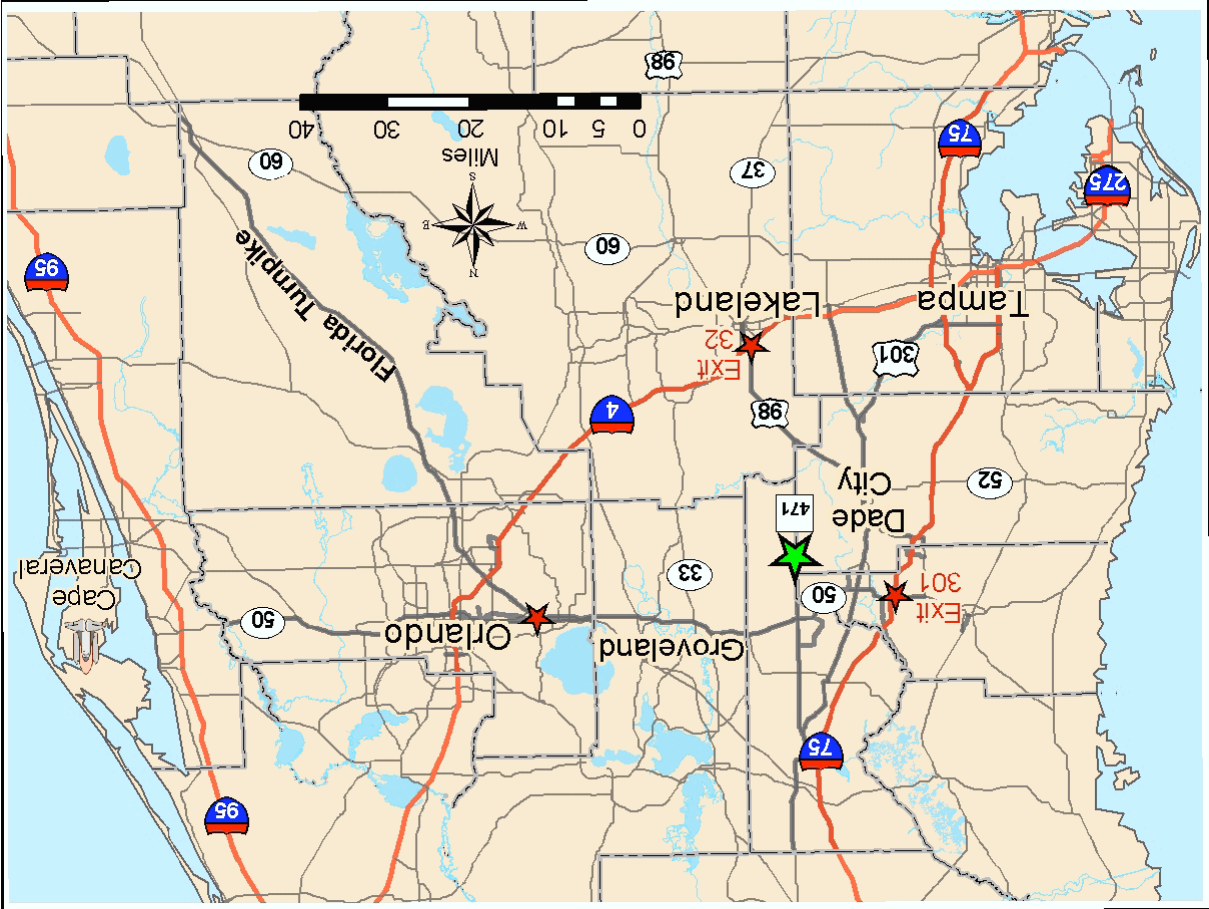 95
75
Groveland
Orlando
50
Cape
Canaveral
Exit
301
50
33
471
Dade
City
52
4
98
Exit
32
301
Florida Turnpike
Tampa
Lakeland
95
N
60
W
E
S
275
37
60
Miles
75
0 5 10 20 30 40
98